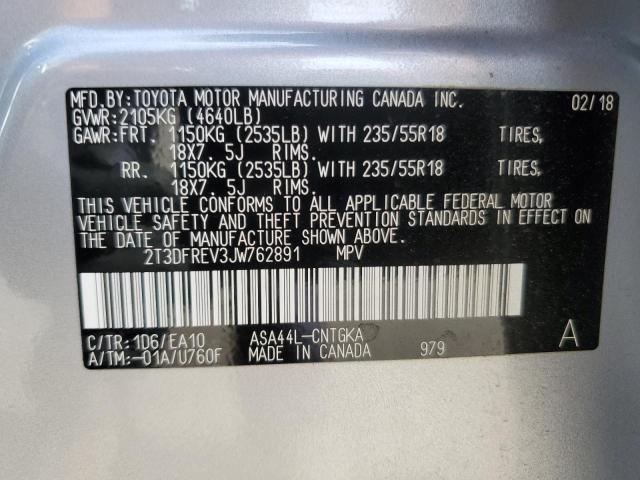 MFD.BY:TOYOTA MOTOR MANUFACTURING CANADA INC. 02/18
GVWR:2105KG (4640LB)
GAWR:FRT. 1150KG (2535LB) WITH 235/55R18 TIRES,
18X7. 5J RIMS.
RR. 1150KG (2535LB) WITH 235/55R18 TIRES,
18X7. 5J RIMS.
THIS VEHICLE CONFORMS TO ALL APPLICABLE FEDERAL MOTOR
VEHICLE SAFETY AND THEFT PREVENTION STANDARDS IN EFFECT ON
THE DATE OF MANUFACTURE SHOWN ABOVE.
2T3DFREV3JW762891 MPV
C/TR:1D6/EA10 ASA44L-CNTGKA A
A/TM:-01A/U760F MADE IN CANADA 979